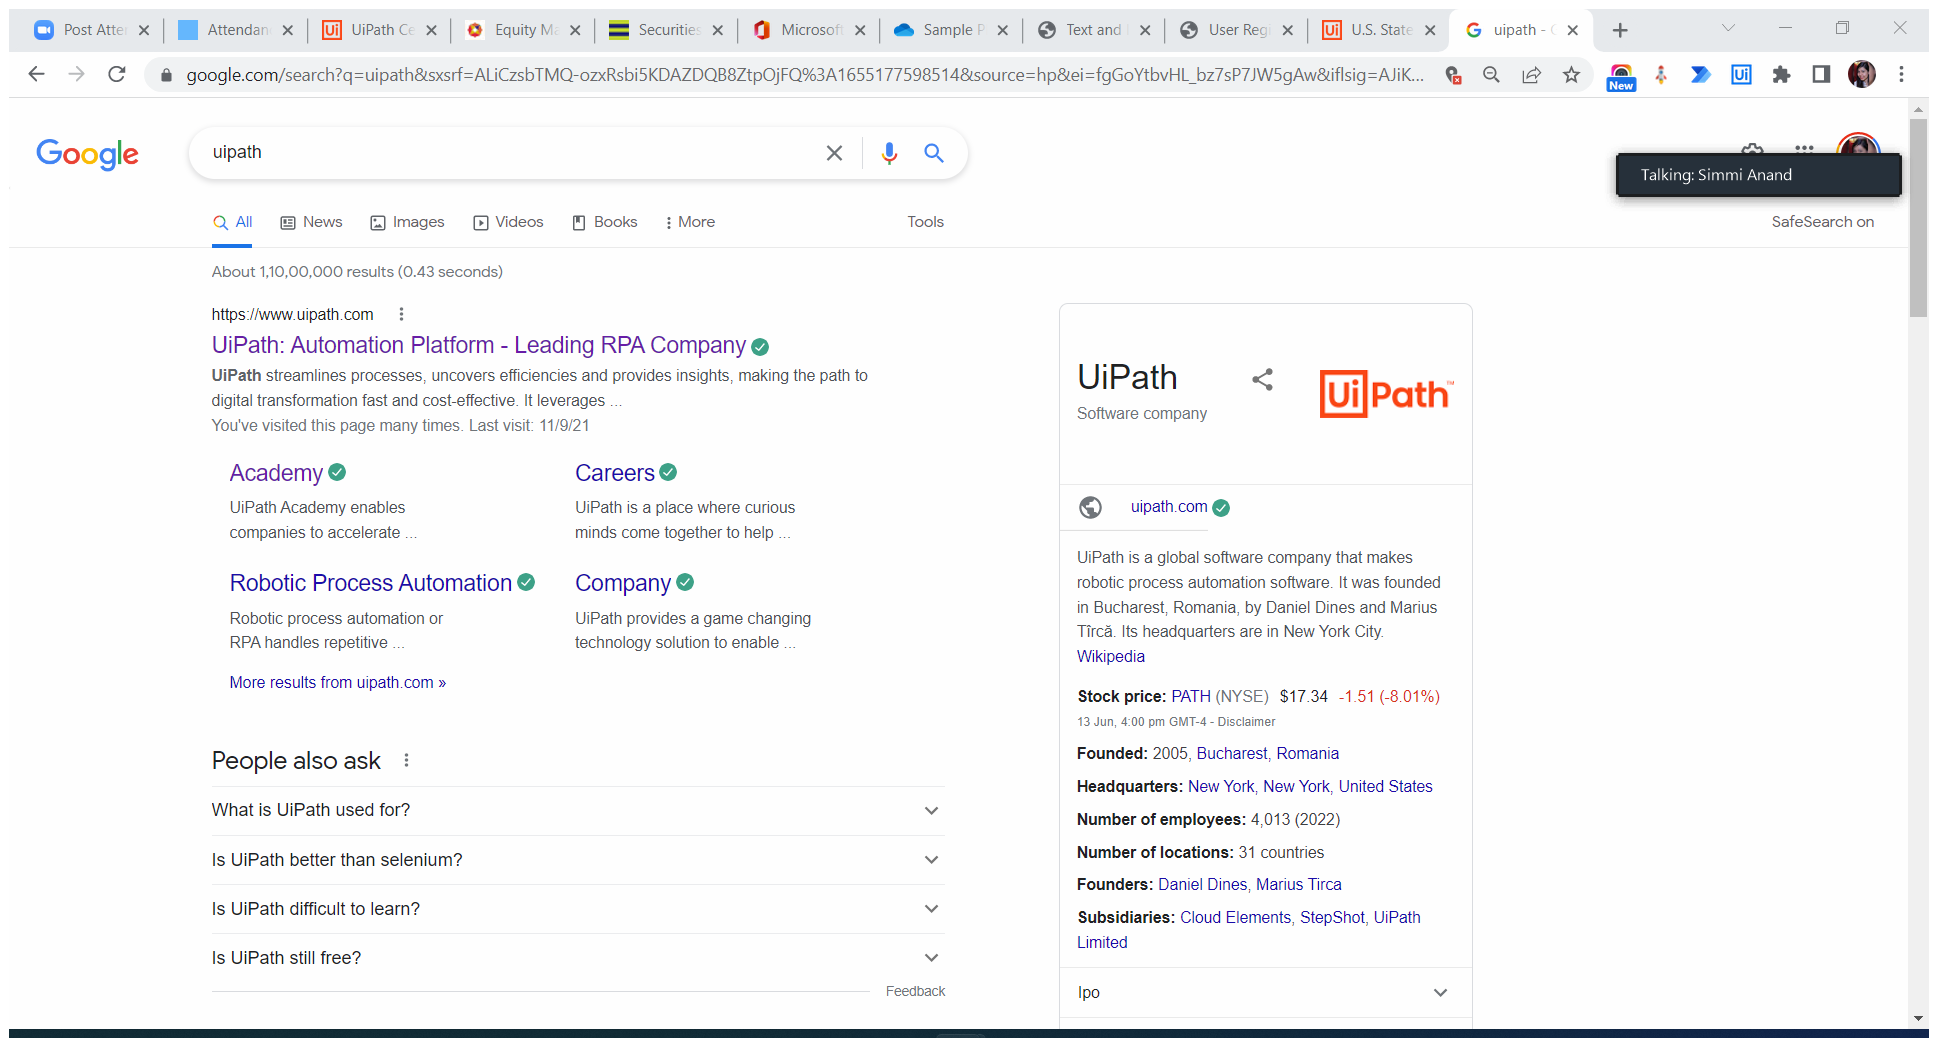 Post Atte
Attendan
UiPath Ce
Equity Ma
Securities
Microsoft
Sample P
Text and
User Regi
U.S. State
uipath - G
google.com/search?q=uipath&sxsrf=ALiCzsbTMQ-ozxRsbi5KDAZDQB8ZtpOjFQ%3A1655177598514&source=hp&ei=fgGoYtbvHL_bz7sP7JW5gAw&iflsig=AJiK...
New
Google
uipath
Talking: Simmi Anand
All
News
Images
Videos
Books
More
Tools
SafeSearch on
About 1,10,00,000 results (0.43 seconds)
https://www.uipath.com
UiPath: Automation Platform - Leading RPA Company
UiPath streamlines processes, uncovers efficiencies and provides insights, making the path to
digital transformation fast and cost-effective. It leverages ...
You've visited this page many times. Last visit: 11/9/21
Academy
UiPath Academy enables
companies to accelerate ...
Careers
UiPath is a place where curious
minds come together to help ...
Robotic Process Automation
Robotic process automation or
RPA handles repetitive ...
Company
UiPath provides a game changing
technology solution to enable ...
More results from uipath.com »
People also ask
What is UiPath used for?
Is UiPath better than selenium?
Is UiPath difficult to learn?
Is UiPath still free?
Feedback
UiPath
Software company
UiPath™
uipath.com
UiPath is a global software company that makes
robotic process automation software. It was founded
in Bucharest, Romania, by Daniel Dines and Marius
Tîrcă. Its headquarters are in New York City.
Wikipedia
Stock price: PATH (NYSE) $17.34 -1.51 (-8.01%)
13 Jun, 4:00 pm GMT-4 - Disclaimer
Founded: 2005, Bucharest, Romania
Headquarters: New York, New York, United States
Number of employees: 4,013 (2022)
Number of locations: 31 countries
Founders: Daniel Dines, Marius Tirca
Subsidiaries: Cloud Elements, StepShot, UiPath
Limited
Ipo